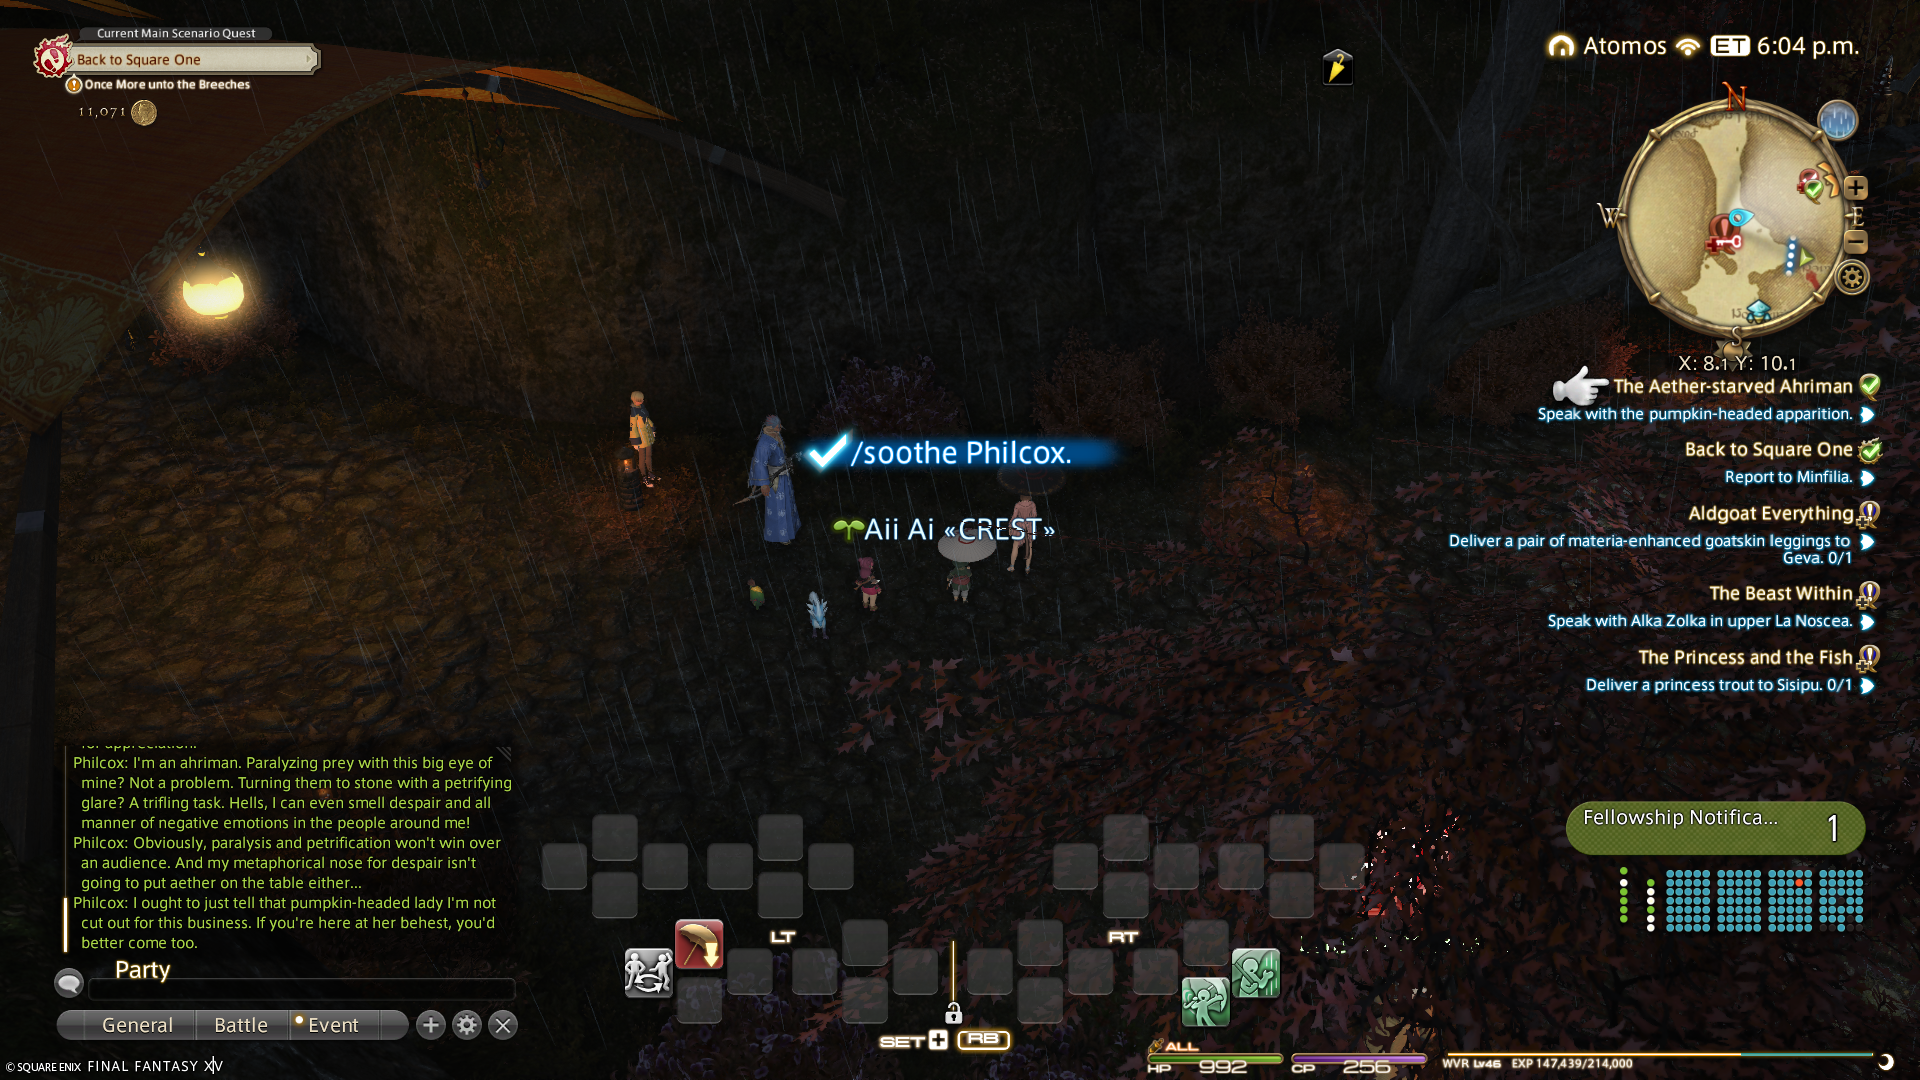 Current Main Scenario Quest
Back to Square One
Once More unto the Breeches
11,071
Atomos ET 6:04 p.m.
N
W
E
S
X: 8.1 Y: 10.1
The Aether-starved Ahriman
Speak with the pumpkin-headed apparition.
Back to Square One
Report to Minfilia.
Aldgoat Everything
Deliver a pair of materia-enhanced goatskin leggings to
Geva. 0/1
The Beast Within
Speak with Alka Zolka in upper La Noscea.
The Princess and the Fish
Deliver a princess trout to Sisipu. 0/1
/soothe Philcox.
Aii Ai «CREST»
for appreciation.
Philcox: I'm an ahriman. Paralyzing prey with this big eye of
mine? Not a problem. Turning them to stone with a petrifying
glare? A trifling task. Hells, I can even smell despair and all
manner of negative emotions in the people around me!
Philcox: Obviously, paralysis and petrification won't win over
an audience. And my metaphorical nose for despair isn't
going to put aether on the table either...
Philcox: I ought to just tell that pumpkin-headed lady I'm not
cut out for this business. If you're here at her behest, you'd
better come too.
Party
General
Battle
Event
Fellowship Notifica...
1
LT
RT
SET
RB
ALL
HP 992
CP 256
WVR Lv46 EXP 147,439/214,000
© SQUARE ENIX FINAL FANTASY XIV